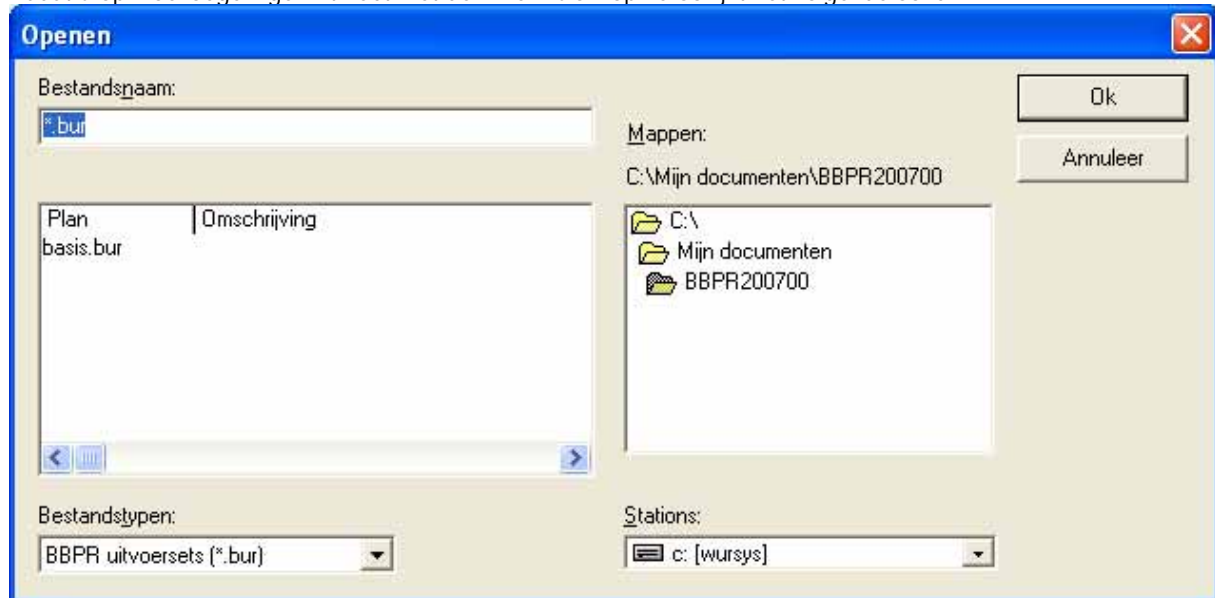 Openen
Bestandsnaam:
*.bur
Mappen:
C:\Mijn documenten\BBPR200700
Ok
Annuleer
Plan Omschrijving
basis.bur
C:\
Mijn documenten
BBPR200700
Bestandstypen:
BBPR uitvoersets (*.bur)
Stations:
c: [wursys]